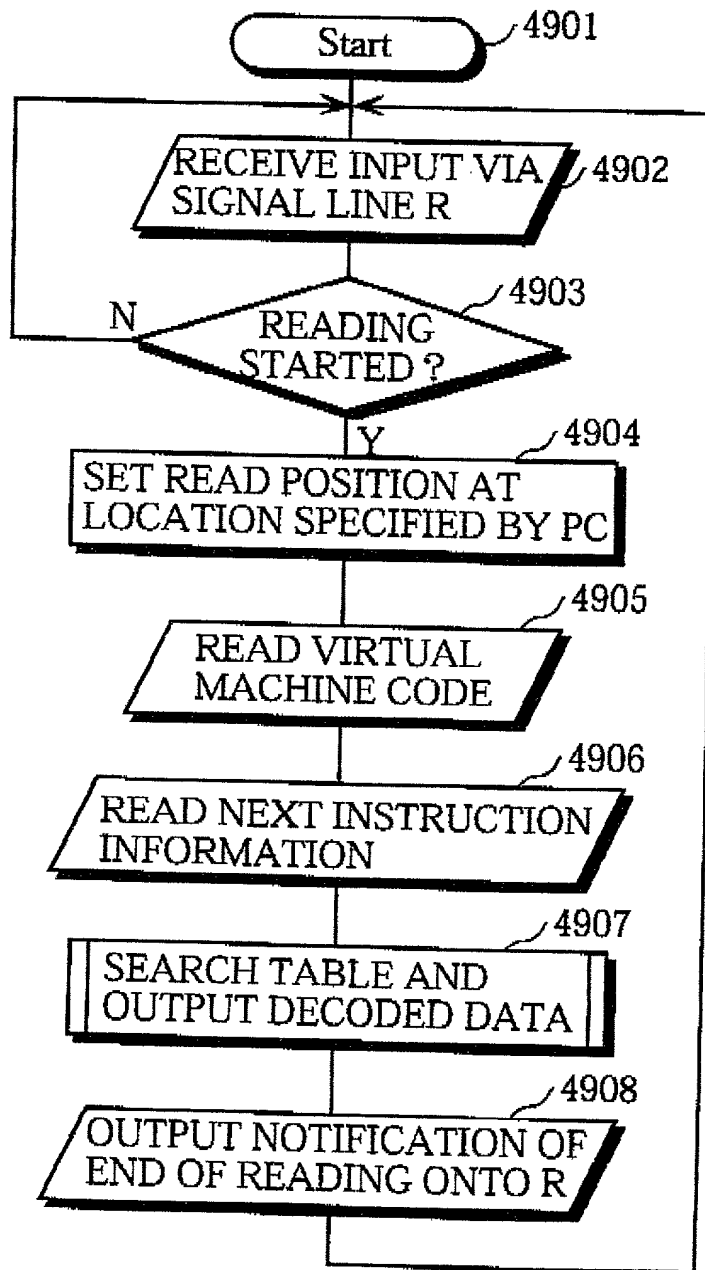 Start
4901
RECEIVE INPUT VIA
SIGNAL LINE R
4902
4903
N
READING
STARTED ?
Y
4904
SET READ POSITION AT
LOCATION SPECIFIED BY PC
4905
READ VIRTUAL
MACHINE CODE
4906
READ NEXT INSTRUCTION
INFORMATION
4907
SEARCH TABLE AND
OUTPUT DECODED DATA
4908
OUTPUT NOTIFICATION OF
END OF READING ONTO R